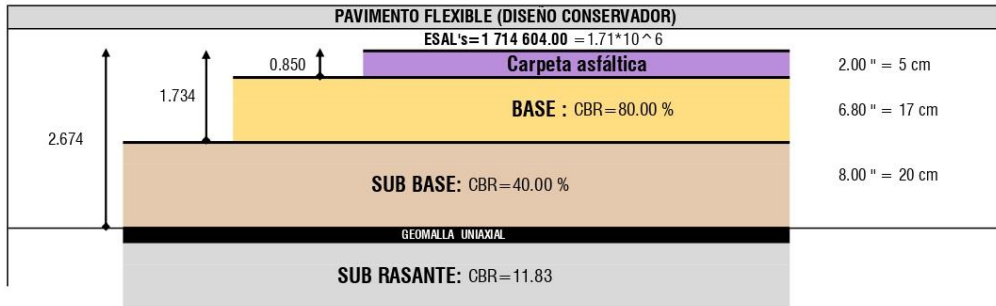 PAVIMENTO FLEXIBLE (DISEÑO CONSERVADOR)
ESAL's=1 714 604.00 =1.71*10^6
0.850
Carpeta asfáltica
2.00 " = 5 cm
1.734
BASE : CBR=80.00 %
6.80 " = 17 cm
2.674
SUB BASE: CBR=40.00 %
8.00 " = 20 cm
GEOMALLA UNIAXIAL
SUB RASANTE: CBR=11.83